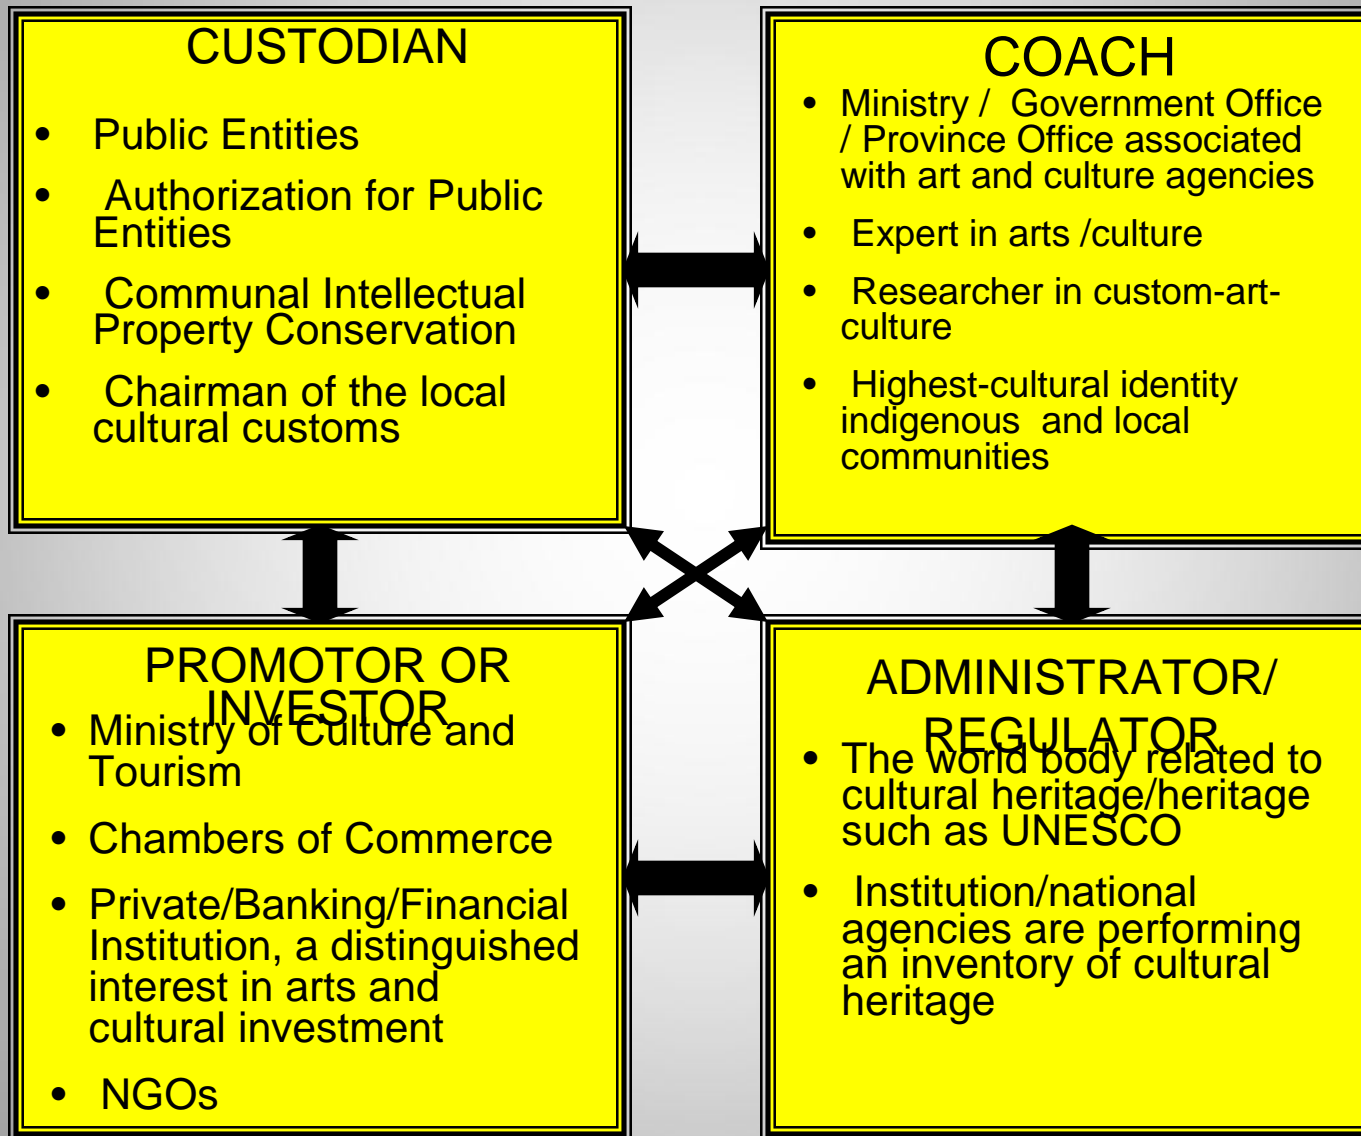 CUSTODIAN
• Public Entities
• Authorization for Public
Entities
• Communal Intellectual
Property Conservation
• Chairman of the local
cultural customs
COACH
• Ministry / Government Office
/ Province Office associated
with art and culture agencies
• Expert in arts /culture
• Researcher in custom-art-
culture
• Highest-cultural identity
indigenous and local
communities
PROMOTOR OR
INVESTOR
• Ministry of Culture and
Tourism
• Chambers of Commerce
• Private/Banking/Financial
Institution, a distinguished
interest in arts and
cultural investment
• NGOs
ADMINISTRATOR/
REGULATOR
• The world body related to
cultural heritage/heritage
such as UNESCO
• Institution/national
agencies are performing
an inventory of cultural
heritage